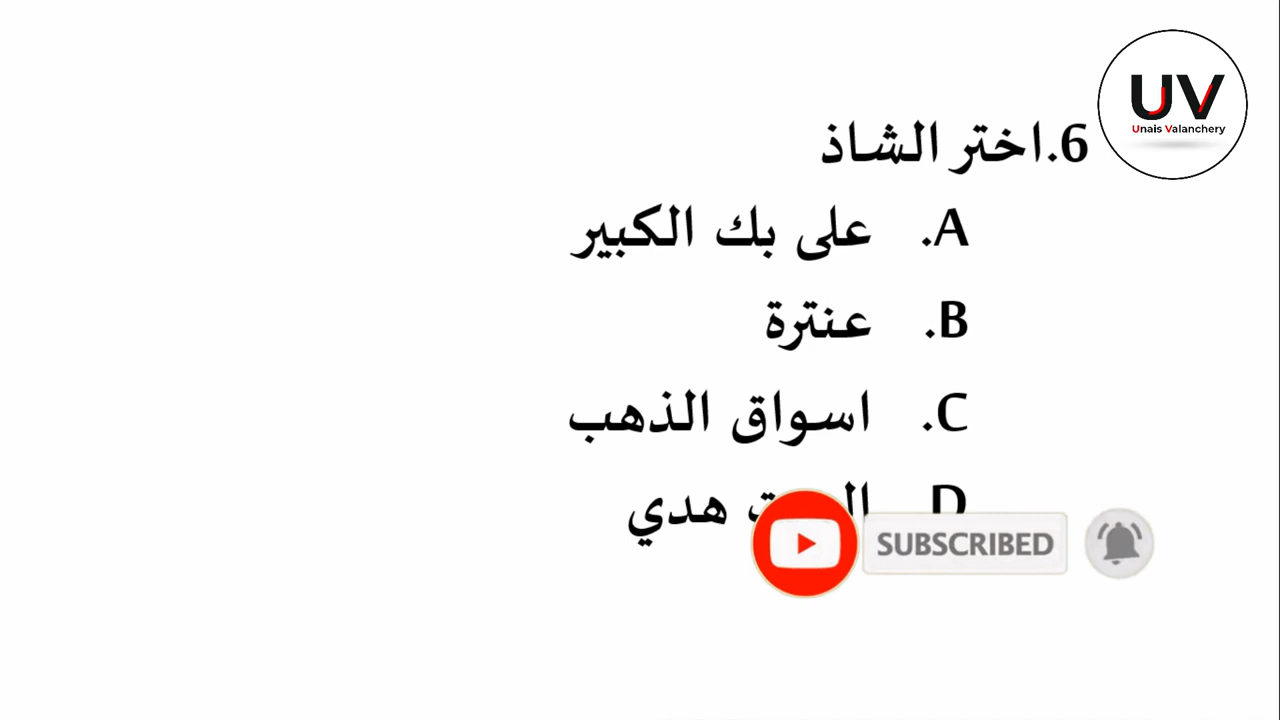 UV
Unais Valanchery
6.اختر الشاذ
A. على بك الكبير
B. عنترة
C. اسواق الذهب
D هدي
SUBSCRIBED